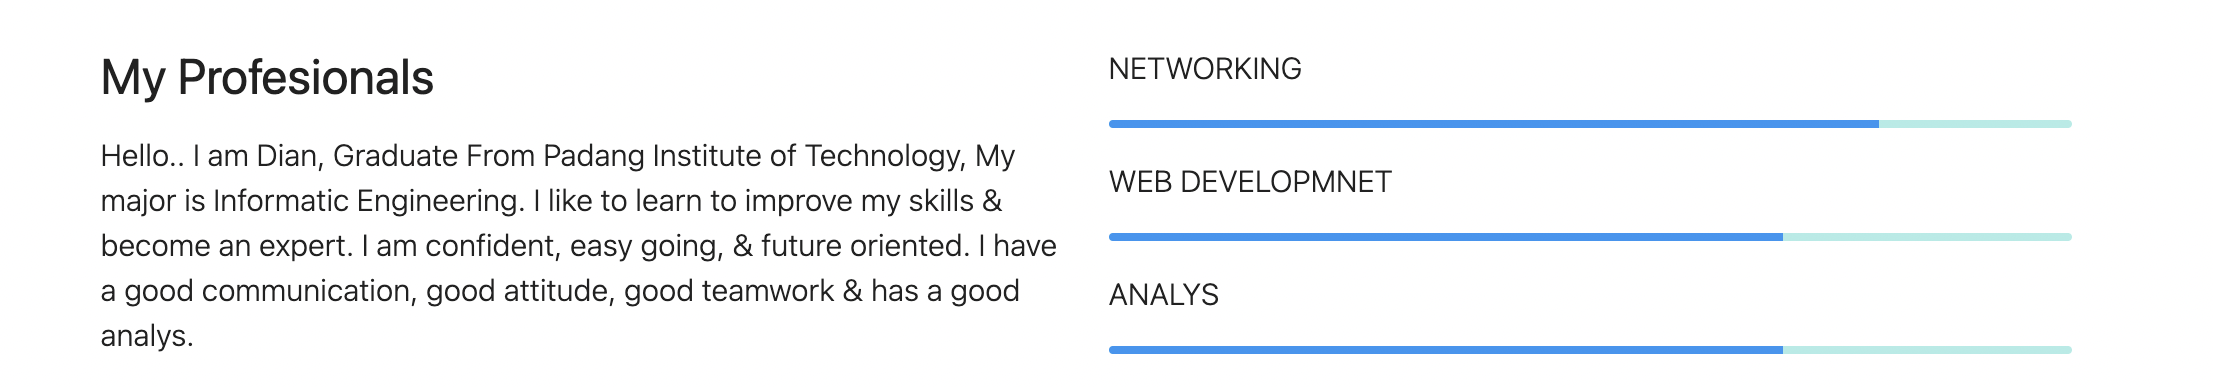 My Profesionals
Hello.. I am Dian, Graduate From Padang Institute of Technology, My
major is Informatic Engineering. I like to learn to improve my skills &
become an expert. I am confident, easy going, & future oriented. I have
a good communication, good attitude, good teamwork & has a good
analys.
NETWORKING
WEB DEVELOPMNET
ANALYS